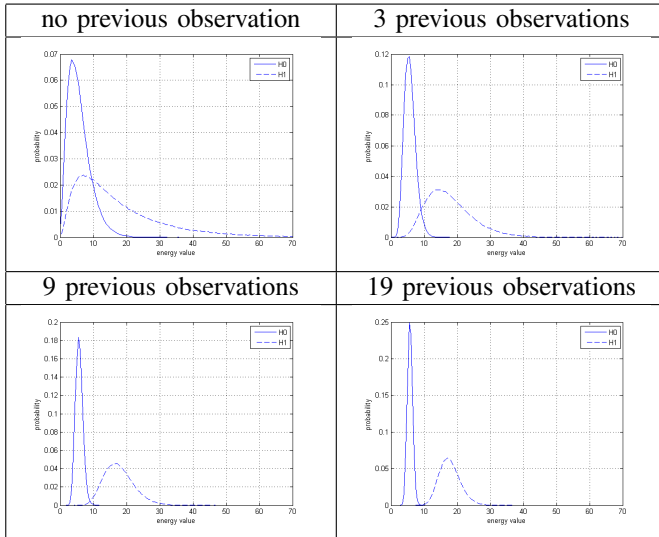 no previous observation
3 previous observations
0.07
0.06
0.05
0.04
0.03
0.02
0.01
0
probability
H0
H1
0 10 20 30 40 50 60 70
energy value
0.12
0.1
0.08
0.06
0.04
0.02
0
probability
H0
H1
0 10 20 30 40 50 60 70
energy value
9 previous observations
19 previous observations
0.2
0.18
0.16
0.14
0.12
0.1
0.08
0.06
0.04
0.02
0
probability
H0
H1
0 10 20 30 40 50 60 70
energy value
0.25
0.2
0.15
0.1
0.05
0
probability
H0
H1
0 10 20 30 40 50 60 70
energy value